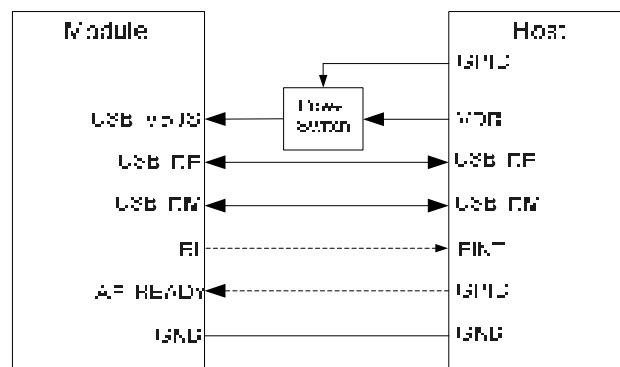 Module
Host
GPIO
Power
Switch
USB_VBUS
VDD
USB_DP
USB_DP
USB_DM
USB_DM
RI
EINT
AP_READY
GPIO
GND
GND